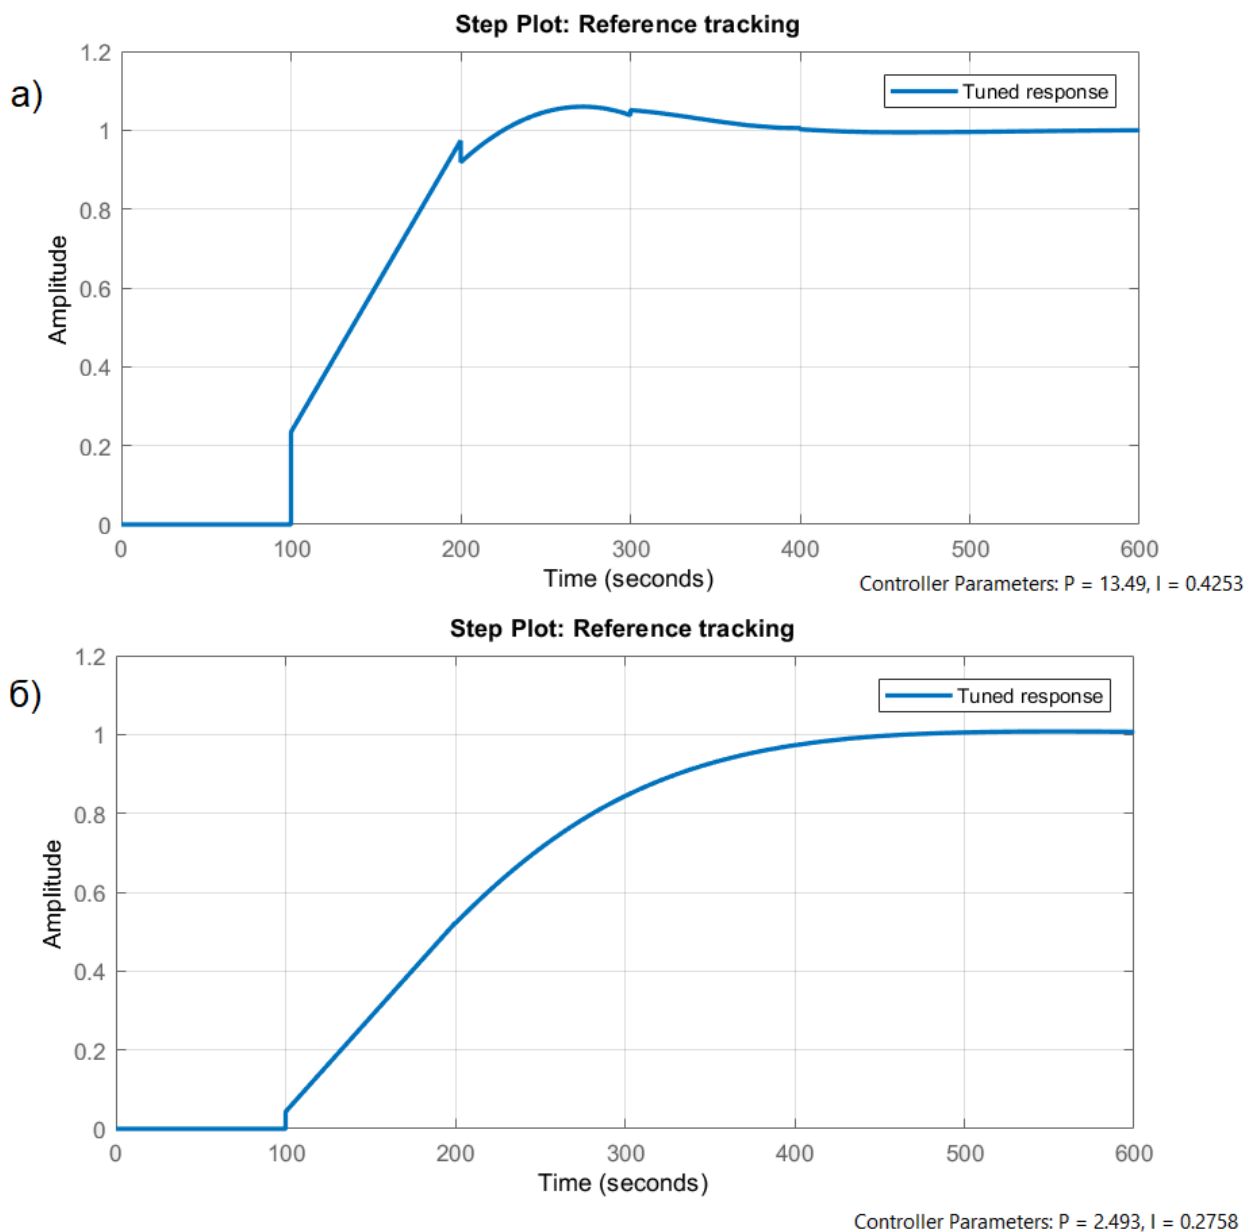 Step Plot: Reference tracking
а)
Tuned response
Amplitude
1.2
1
0.8
0.6
0.4
0.2
0
0 100 200 300 400 500 600
Time (seconds)
Controller Parameters: P = 13.49, I = 0.4253
Step Plot: Reference tracking
б)
Tuned response
Amplitude
1.2
1
0.8
0.6
0.4
0.2
0
0 100 200 300 400 500 600
Time (seconds)
Controller Parameters: P = 2.493, I = 0.2758